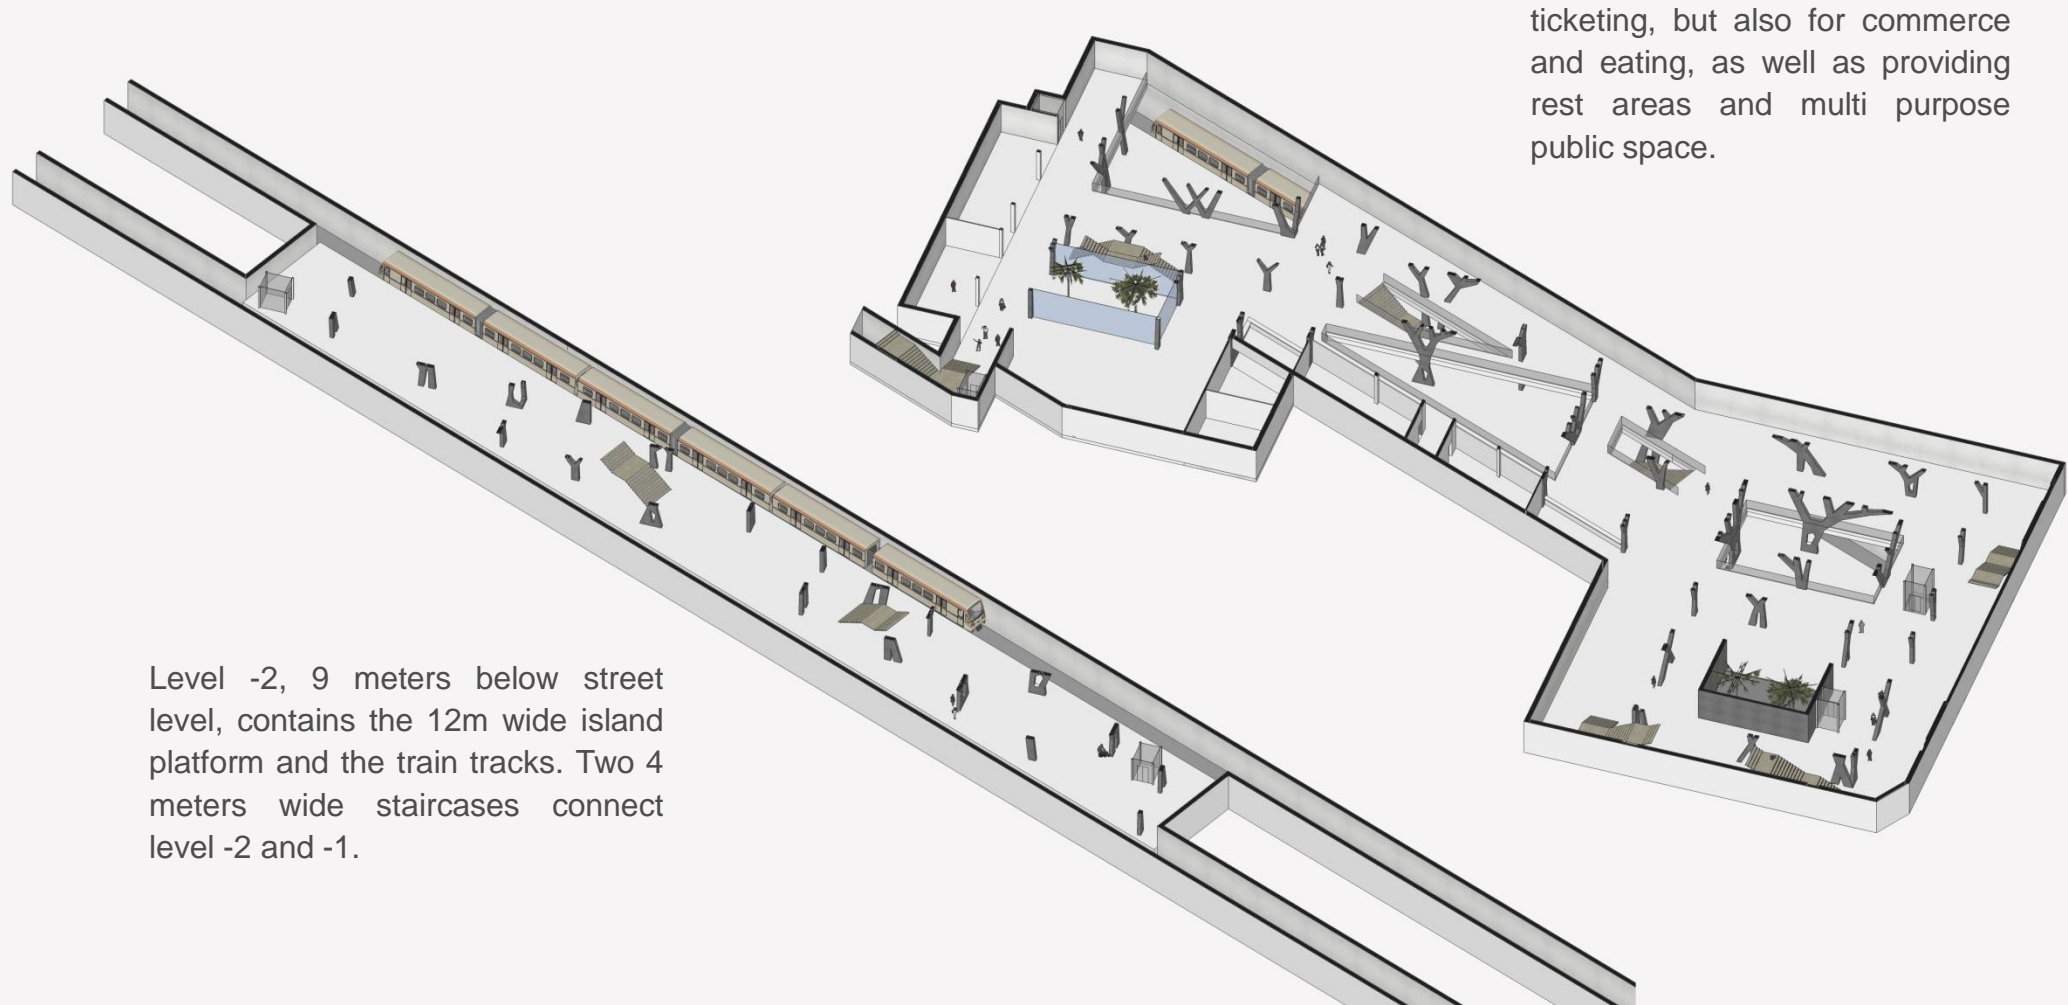 ticketing, but also for commerce
and eating, as well as providing
rest areas and multi purpose
public space.
Level -2, 9 meters below street
level, contains the 12m wide island
platform and the train tracks. Two 4
meters wide staircases connect
level -2 and -1.